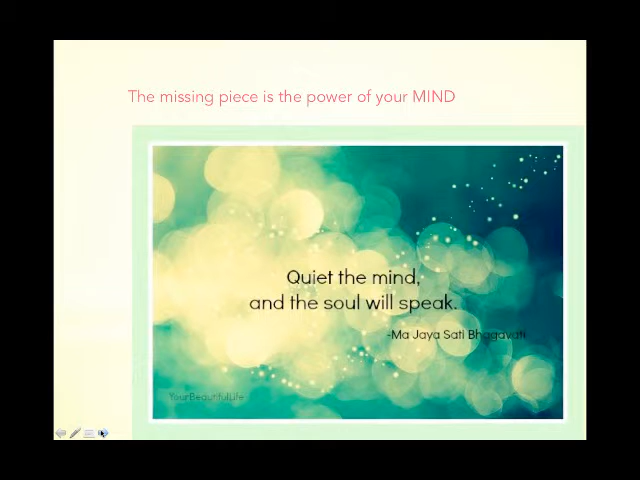 The missing piece is the power of your MIND
Quiet the mind,
and the soul will speak.
-Ma Jaya Sati Bhagavati
YourBeautifulLife